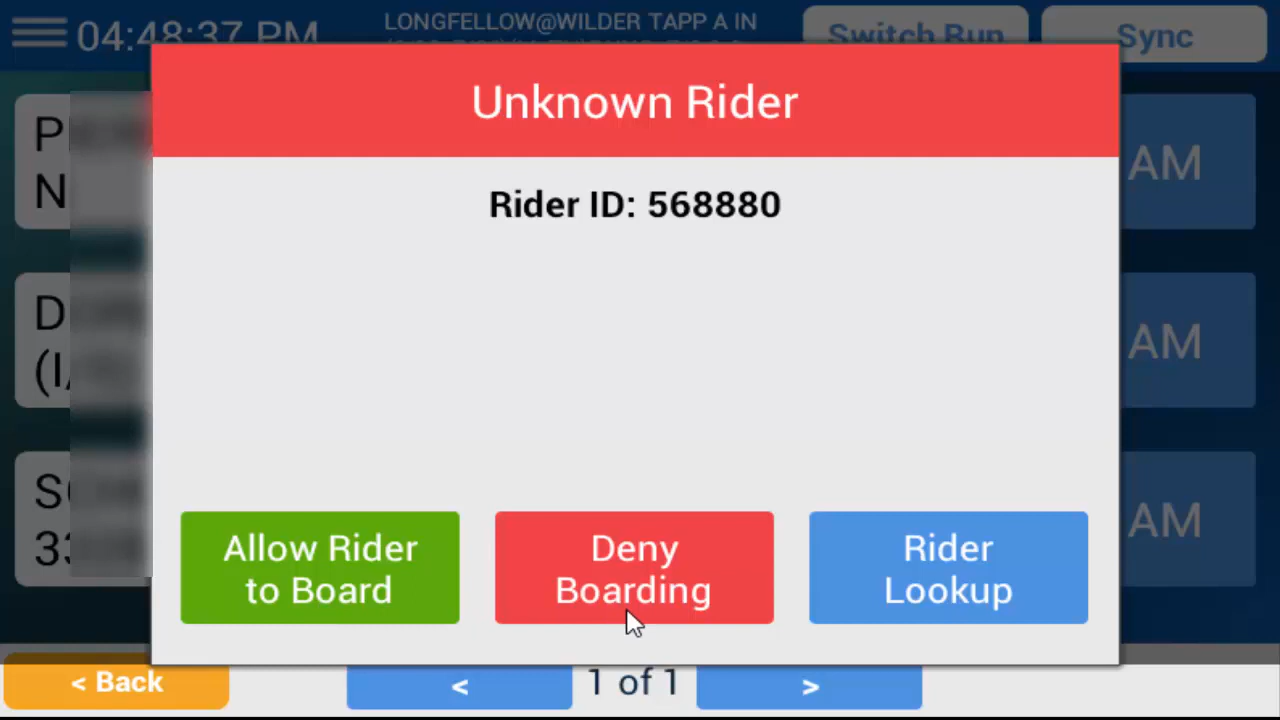 04:48:37 PM
LONGFELLOW@WILDER TAPP A IN
Switch Run
Sync
Unknown Rider
Rider ID: 568880
AM
AM
AM
Allow Rider
to Board
Deny
Boarding
Rider
Lookup
< Back
<
1 of 1
>